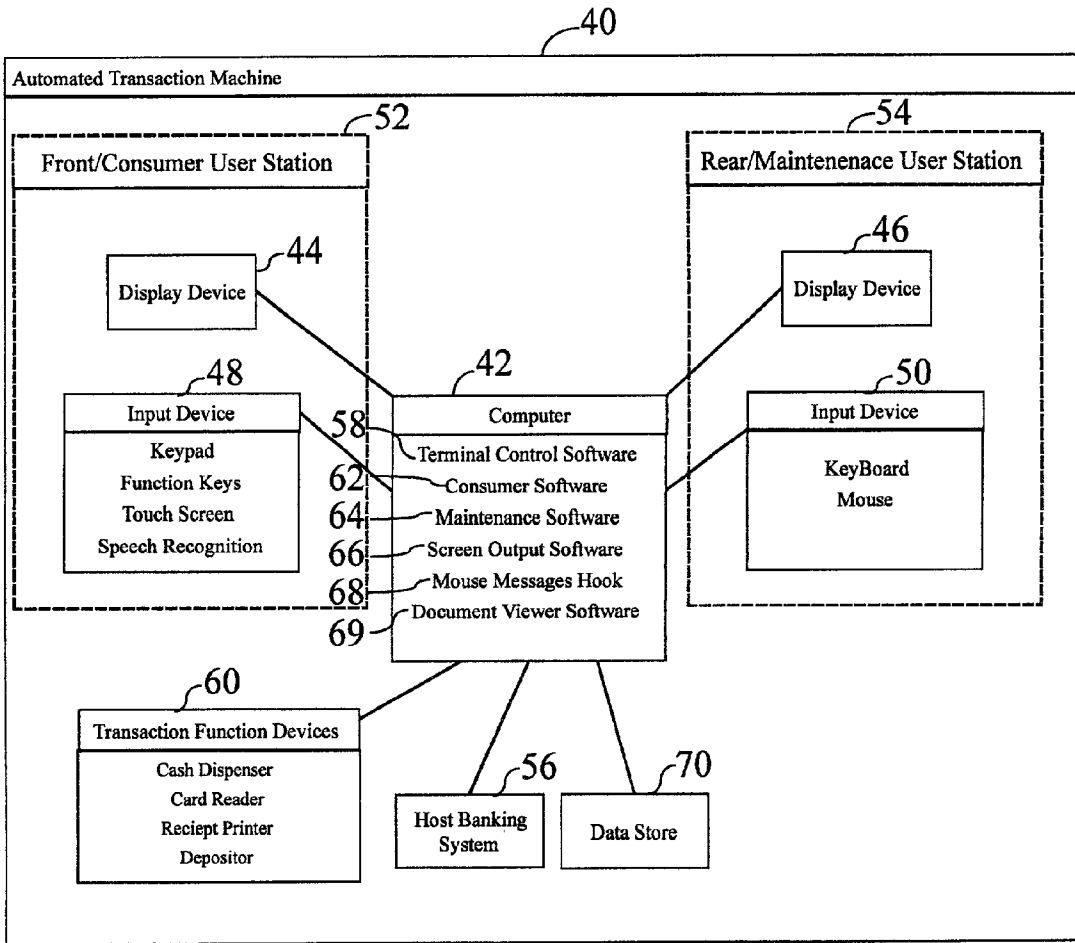 40
Automated Transaction Machine
52
Front/Consumer User Station
54
Rear/Maintenenace User Station
44
Display Device
46
Display Device
48
Input Device
Keypad
Function Keys
Touch Screen
Speech Recognition
42
Computer
58
Terminal Control Software
62
Consumer Software
64
Maintenance Software
66
Screen Output Software
68
Mouse Messages Hook
69
Document Viewer Software
50
Input Device
KeyBoard
Mouse
60
Transaction Function Devices
Cash Dispenser
Card Reader
Reciept Printer
Depositor
56
Host Banking
System
70
Data Store